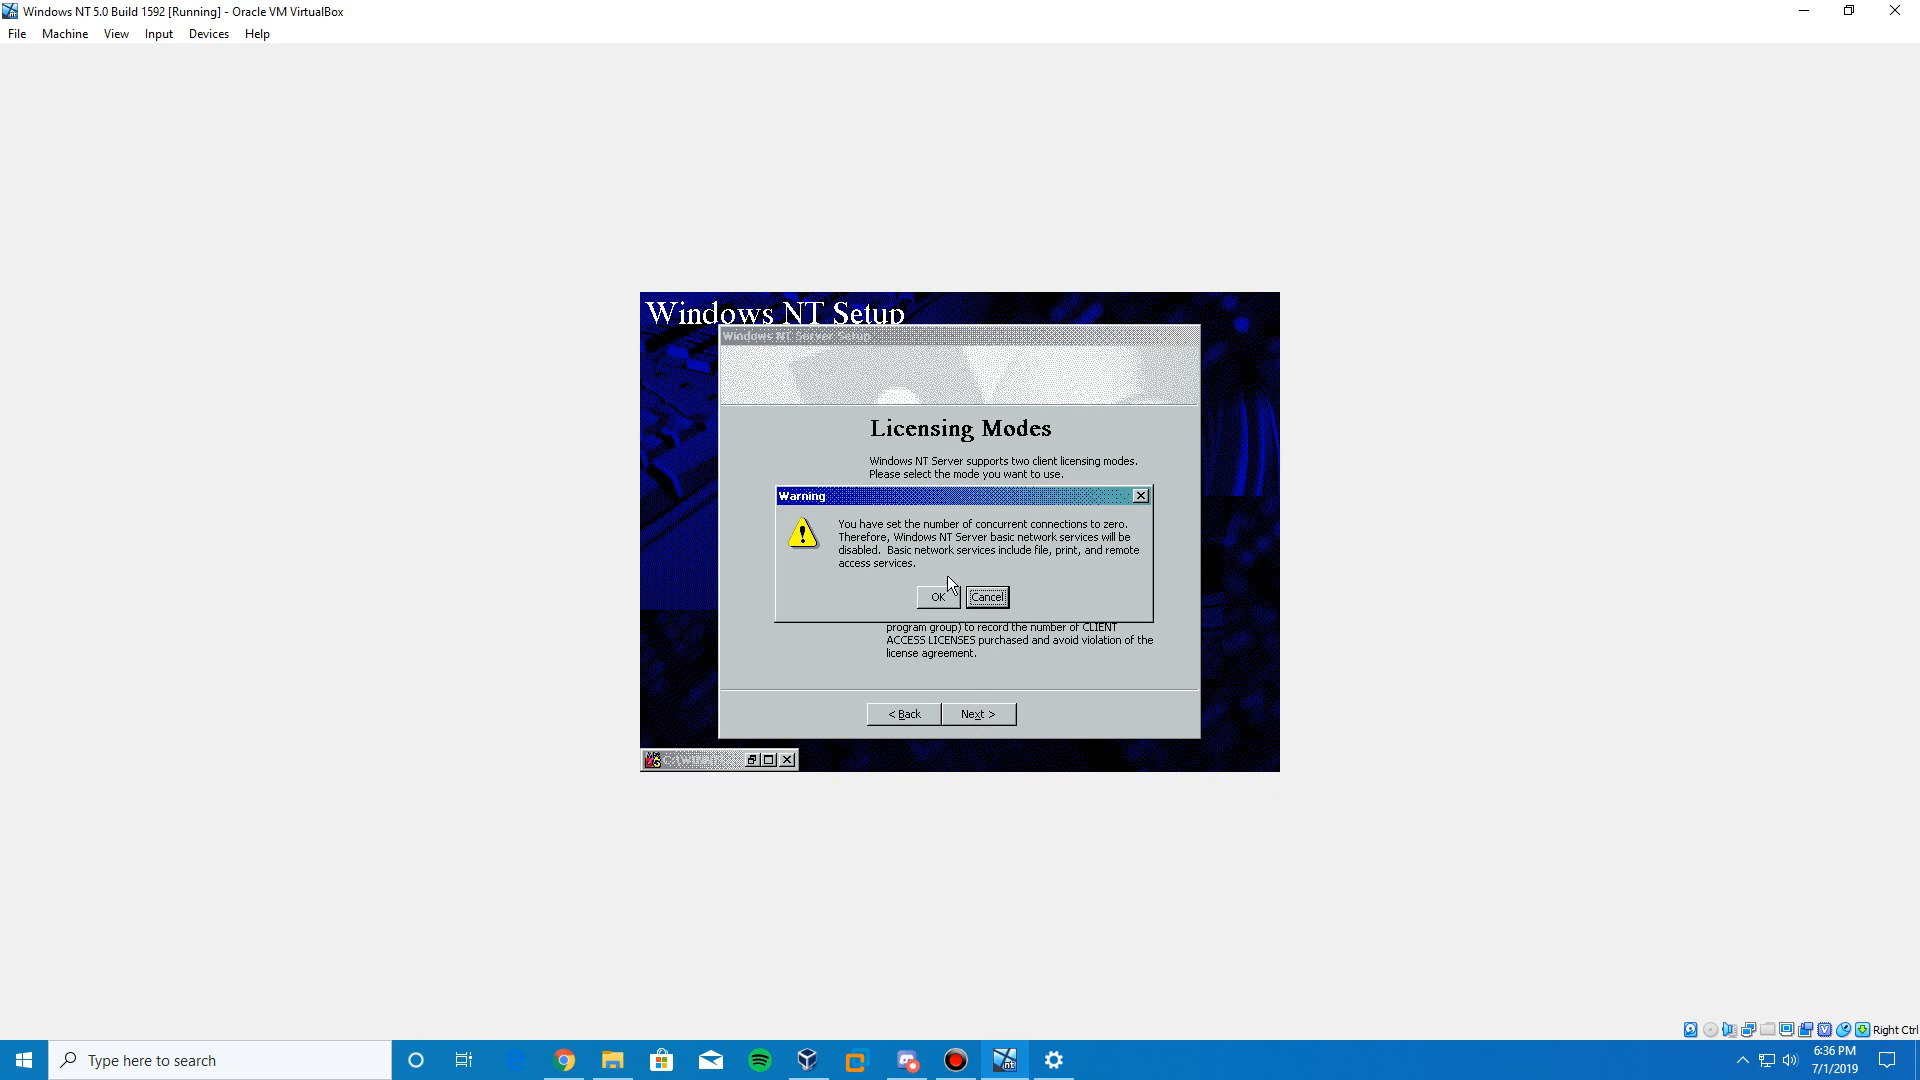 Windows NT 5.0 Build 1592 [Running] - Oracle VM VirtualBox
File Machine View Input Devices Help
Windows NT Setup
Windows NT Server Setup
Licensing Modes
Windows NT Server supports two client licensing modes.
Please select the mode you want to use.
Warning
You have set the number of concurrent connections to zero.
Therefore, Windows NT Server basic network services will be
disabled. Basic network services include file, print, and remote
access services.
OK Cancel
program group) to record the number of CLIENT
ACCESS LICENSES purchased and avoid violation of the
license agreement.
< Back Next >
Right Ctrl
Type here to search
nt
6:36 PM
7/1/2019